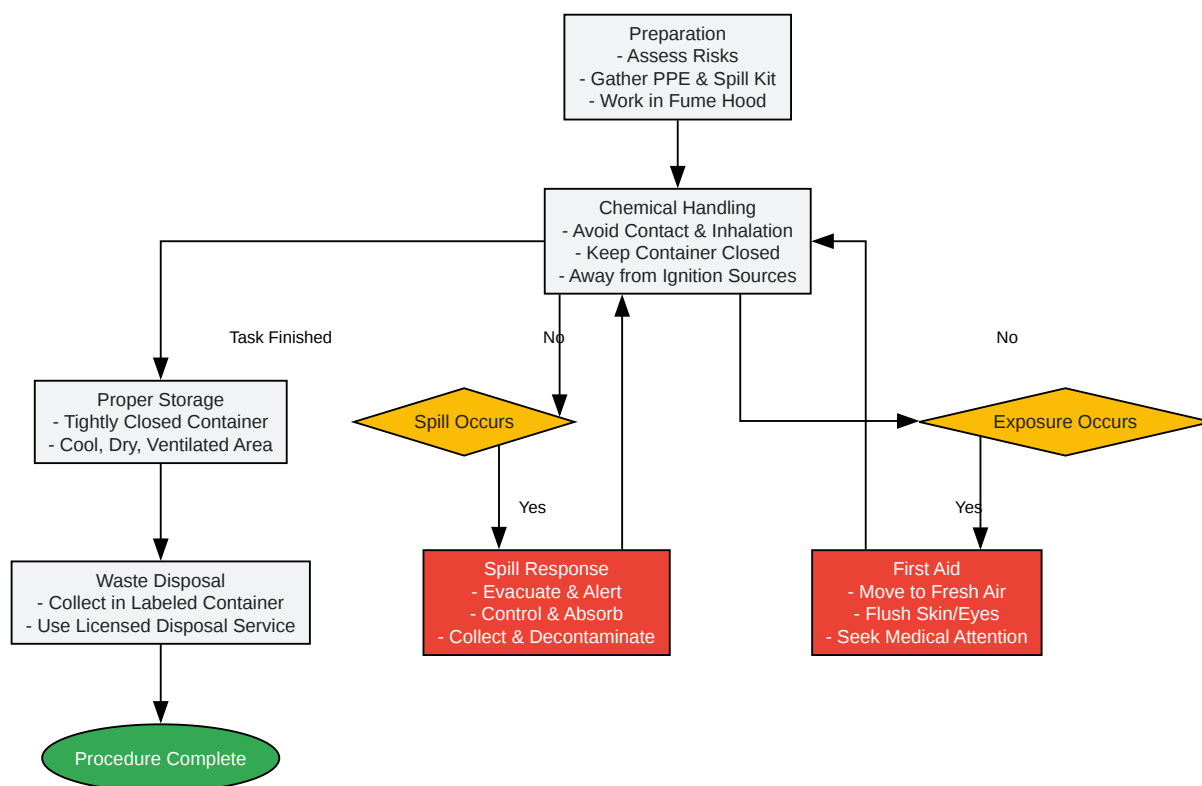 Preparation
- Assess Risks
- Gather PPE & Spill Kit
- Work in Fume Hood
Chemical Handling
- Avoid Contact & Inhalation
- Keep Container Closed
- Away from Ignition Sources
Task Finished
No
No
Proper Storage
- Tightly Closed Container
- Cool, Dry, Ventilated Area
Spill Occurs
Exposure Occurs
Yes
Yes
Waste Disposal
- Collect in Labeled Container
- Use Licensed Disposal Service
Spill Response
- Evacuate & Alert
- Control & Absorb
- Collect & Decontaminate
First Aid
- Move to Fresh Air
- Flush Skin/Eyes
- Seek Medical Attention
Procedure Complete